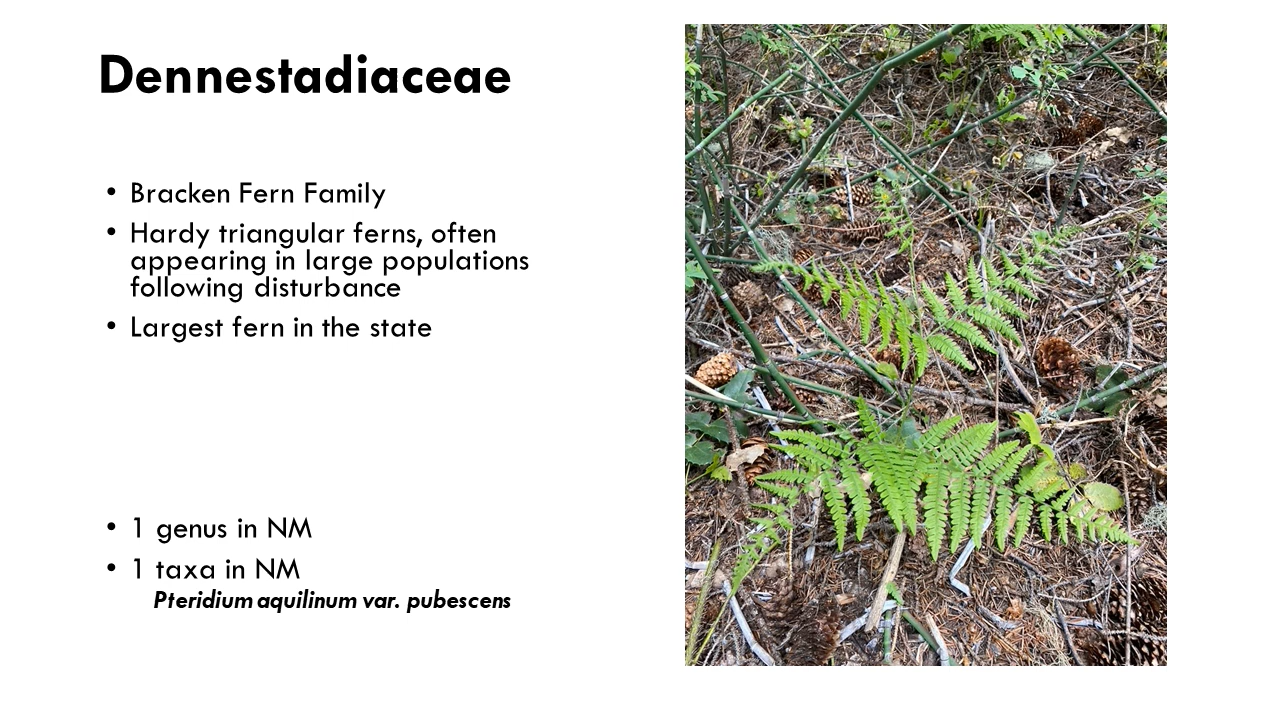 Dennestadiaceae
• Bracken Fern Family
• Hardy triangular ferns, often
appearing in large populations
following disturbance
• Largest fern in the state
• 1 genus in NM
• 1 taxa in NM
Pteridium aquilinum var. pubescens